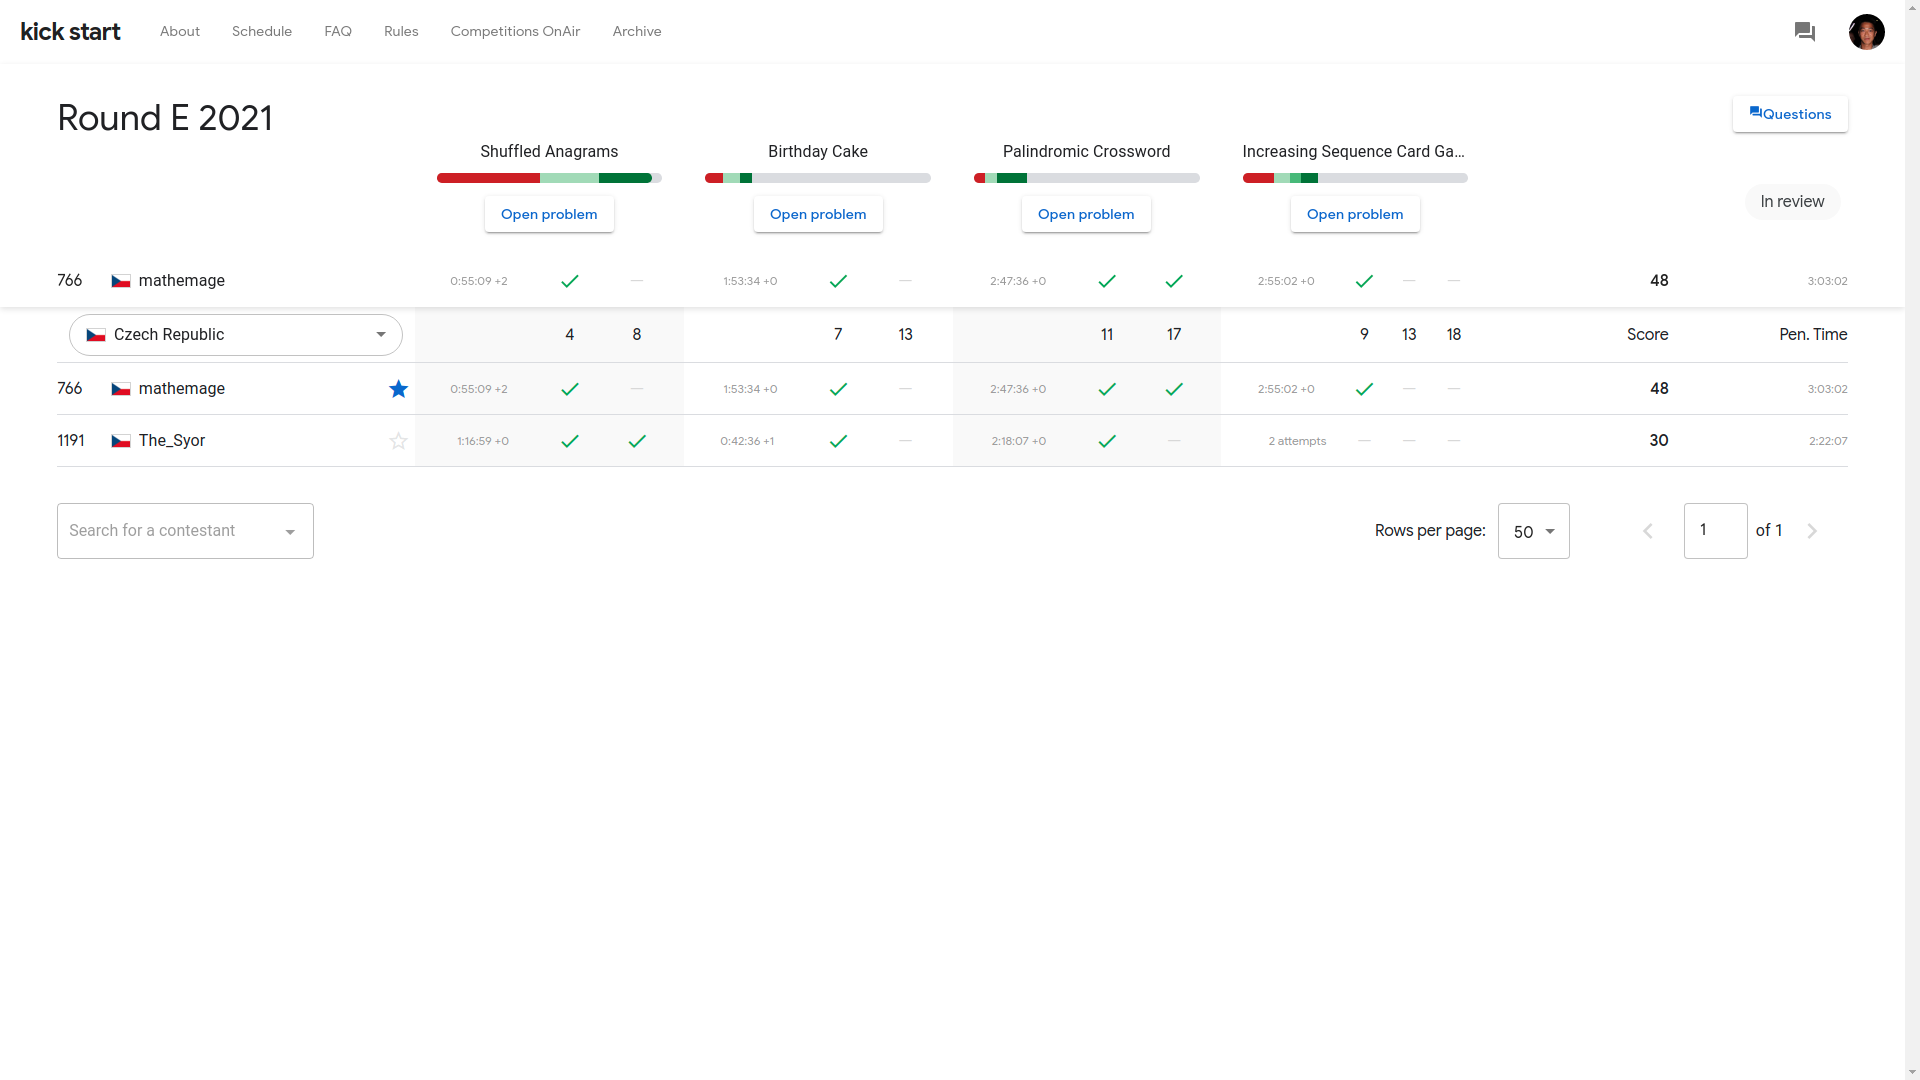 kick start About Schedule FAQ Rules Competitions OnAir Archive
Round E 2021
Questions
Shuffled Anagrams Birthday Cake Palindromic Crossword Increasing Sequence Card Ga...
Open problem Open problem Open problem Open problem
In review
766 mathemage 0:55:09 +2 — 1:53:34 +0 — 2:47:36 +0 2:55:02 +0 — — 48 3:03:02
Czech Republic 4 8 7 13 11 17 9 13 18 Score Pen. Time
766 mathemage 0:55:09 +2 — 1:53:34 +0 — 2:47:36 +0 2:55:02 +0 — — 48 3:03:02
1191 The_Syor 1:16:59 +0 0:42:36 +1 — 2:18:07 +0 — 2 attempts — — — 30 2:22:07
Search for a contestant Rows per page: 50 1 of 1